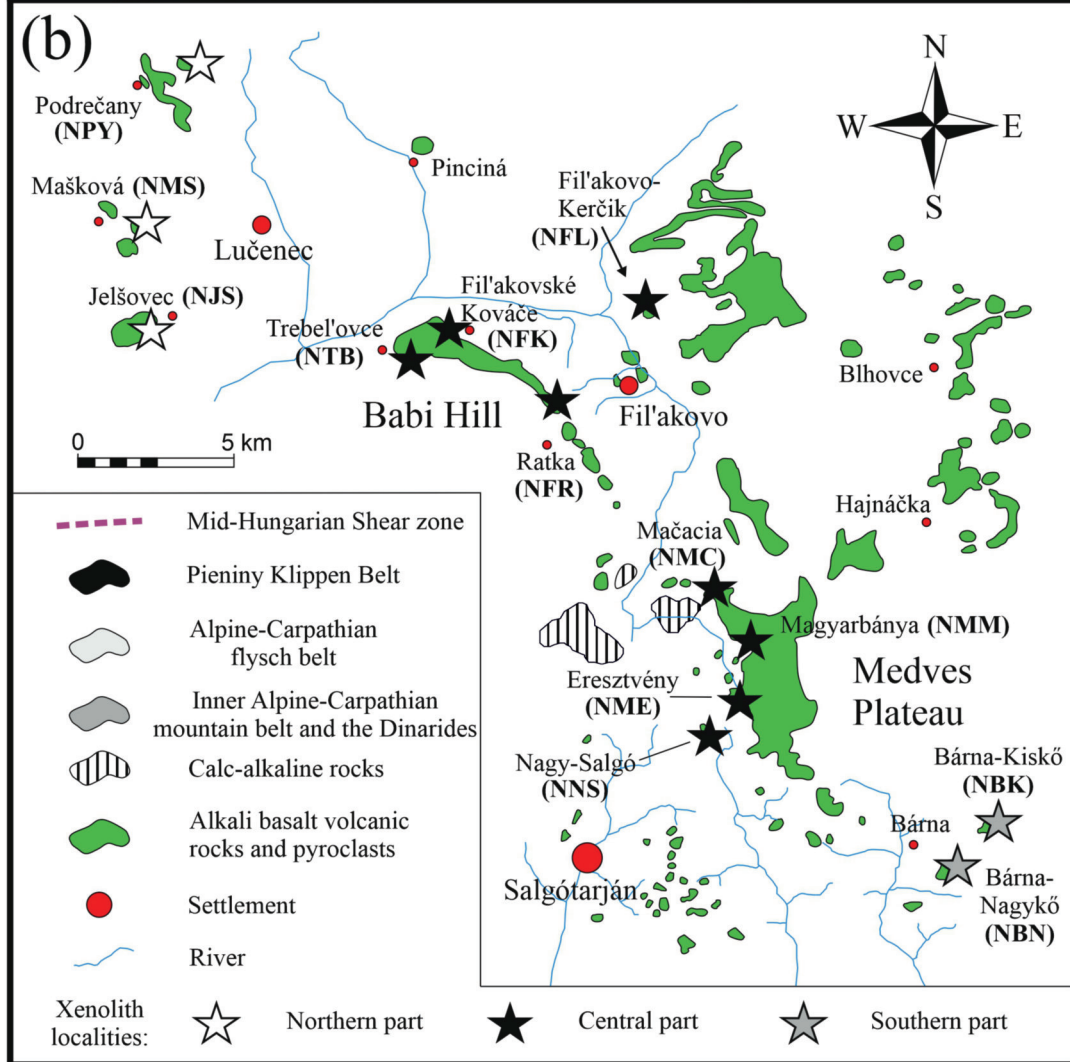 (b)
N
W E
S
Podrečany
(NPY)
Pinciná
Mašková (NMS)
Lučenec
Fil'akovo-
Kerčik
(NFL)
Jelšovec (NJS)
Fil'akovské
Kováče
(NFK)
Trebel'ovce
(NTB)
Blhovce
Babi Hill
Fil'akovo
0 5 km
Ratka
(NFR)
Hajnáčka
Mačacia
(NMC)
Magyarbánya (NMM)
Medves
Plateau
Eresztvény
(NME)
Nagy-Salgó
(NNS)
Bárna-Kiskő
(NBK)
Bárna
Salgótarján
Bárna-
Nagykő
(NBN)
Mid-Hungarian Shear zone
Pieniny Klippen Belt
Alpine-Carpathian
flysch belt
Inner Alpine-Carpathian
mountain belt and the Dinarides
Calc-alkaline rocks
Alkali basalt volcanic
rocks and pyroclasts
Settlement
River
Xenolith
localities:
Northern part
Central part
Southern part